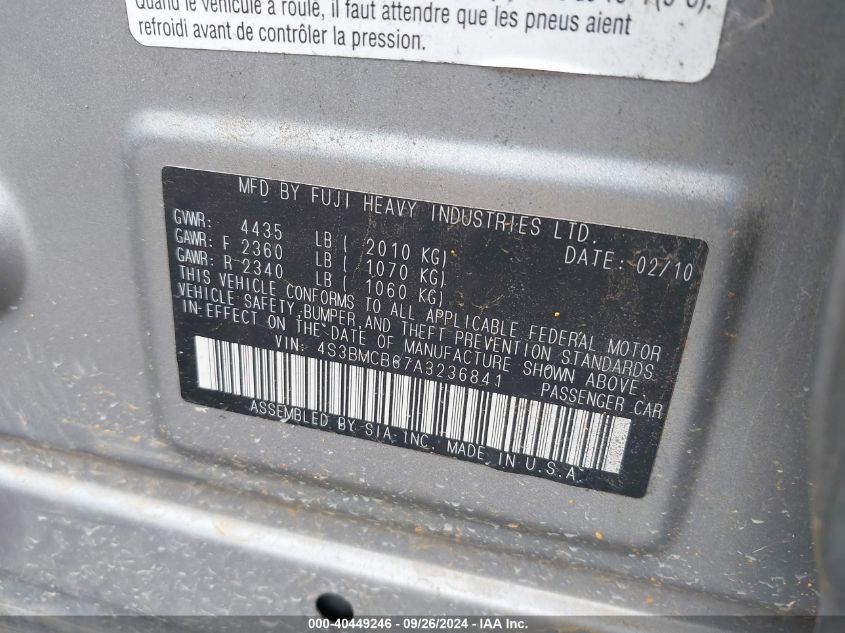 Quand le véhicule a roulé, il faut attendre que les pneus aient
refroidi avant de contrôler la pression.
MFD BY FUJI HEAVY INDUSTRIES LTD.
GVWR: 4435 LB ( 2010 KG) DATE: 02/10
GAWR: F 2360 LB ( 1070 KG)
GAWR: R 2340 LB ( 1060 KG)
THIS VEHICLE CONFORMS TO ALL APPLICABLE FEDERAL MOTOR
VEHICLE SAFETY, BUMPER, AND THEFT PREVENTION STANDARDS
IN EFFECT ON THE DATE OF MANUFACTURE SHOWN ABOVE.
VIN: 4S3BMCB67A3236841 PASSENGER CAR
ASSEMBLED BY SIA, INC. MADE IN U.S.A.
000-40449246 - 09/26/2024 - IAA Inc.